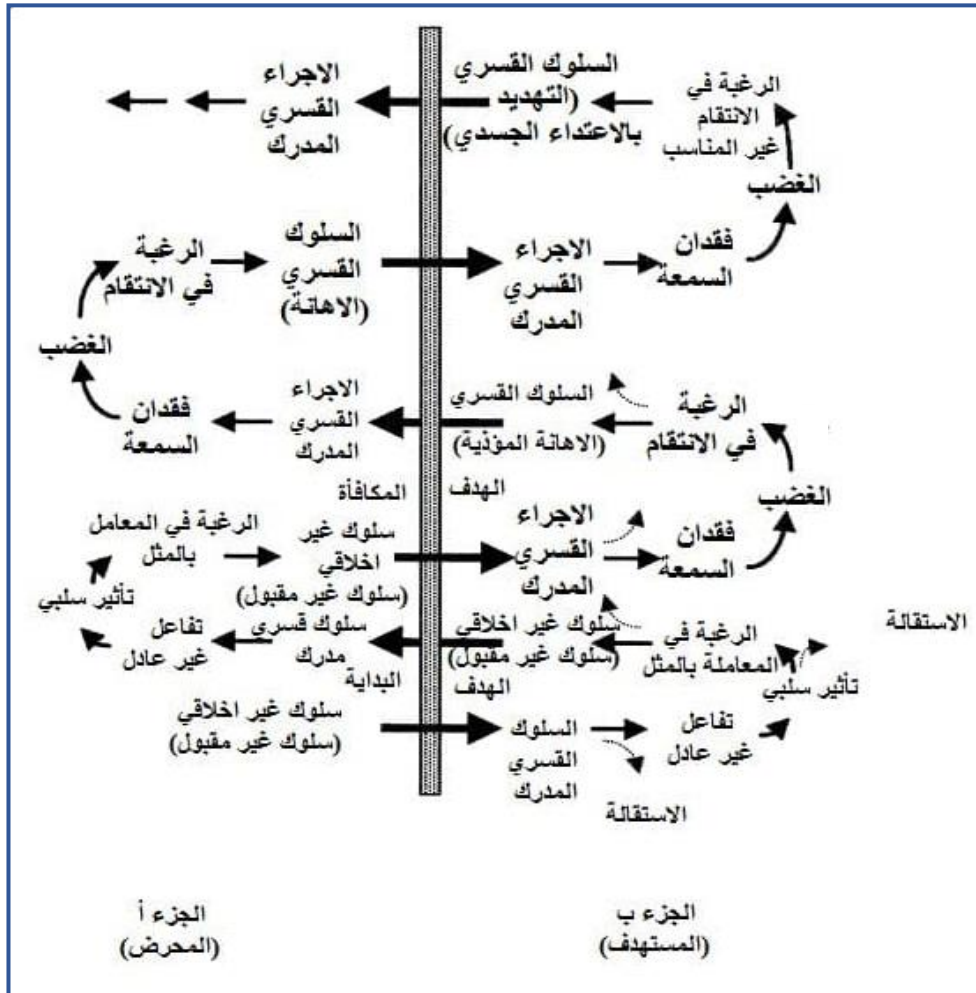 السلوك القسري
(التهديد
بالاعتداء الجسدي)
الرغبة في
الانتقام
غير المناسب
الاجراء
القسري
المدرك
الغضب
الاجراء
القسري
المدرك
فقدان
السمعة
السلوك
القسري
(الاهانة)
الرغبة
في الانتقام
الغضب
فقدان
السمعة
الاجراء
القسري
المدرك
السلوك القسري
(الاهانة المؤذية)
الرغبة
في الانتقام
الغضب
الهدف
المكافأة
الاجراء
القسري
المدرك
فقدان
السمعة
سلوك غير
اخلاقي
(سلوك غير مقبول)
الرغبة في المعامل
بالمثل
تأثير سلبي
تفاعل
غير عادل
سلوك قسري
مدرك
البداية
سلوك غير اخلاقي
(سلوك غير مقبول)
الهدف
الرغبة في
المعاملة بالمثل
تأثير سلبي
الاستقالة
سلوك غير اخلاقي
(سلوك غير مقبول)
السلوك
القسري
المدرك
تفاعل
غير عادل
الاستقالة
الجزء ب
(المستهدف)
الجزء أ
(المحرض)